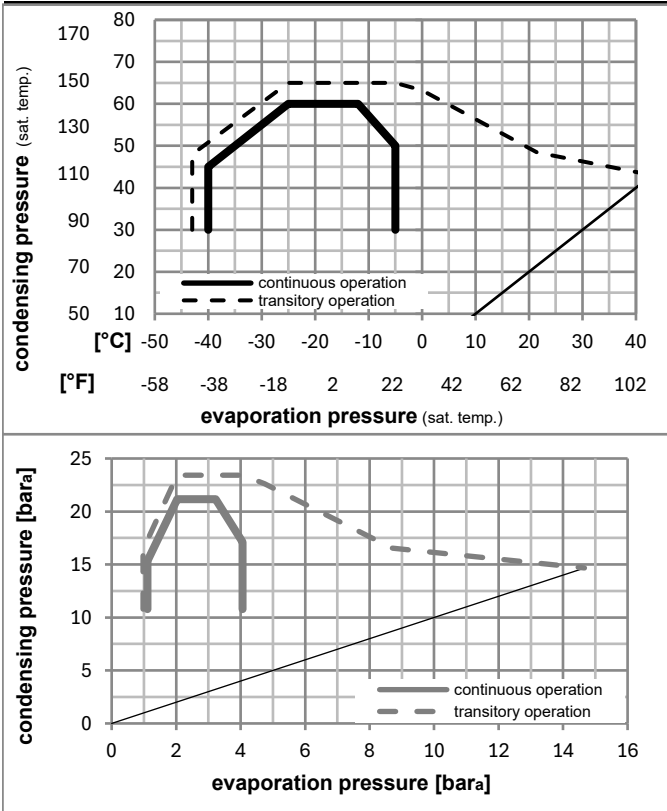 170 80
70
150 60
130 50
110 40
90 30
70 20
50 10
condensing pressure (sat. temp.)
continuous operation
transitory operation
[°C] -50 -40 -30 -20 -10 0 10 20 30 40
[°F] -58 -38 -18 2 22 42 62 82 102
evaporation pressure (sat. temp.)
condensing pressure [bara]
25
20
15
10
5
0
continuous operation
transitory operation
0 2 4 6 8 10 12 14 16
evaporation pressure [bara]